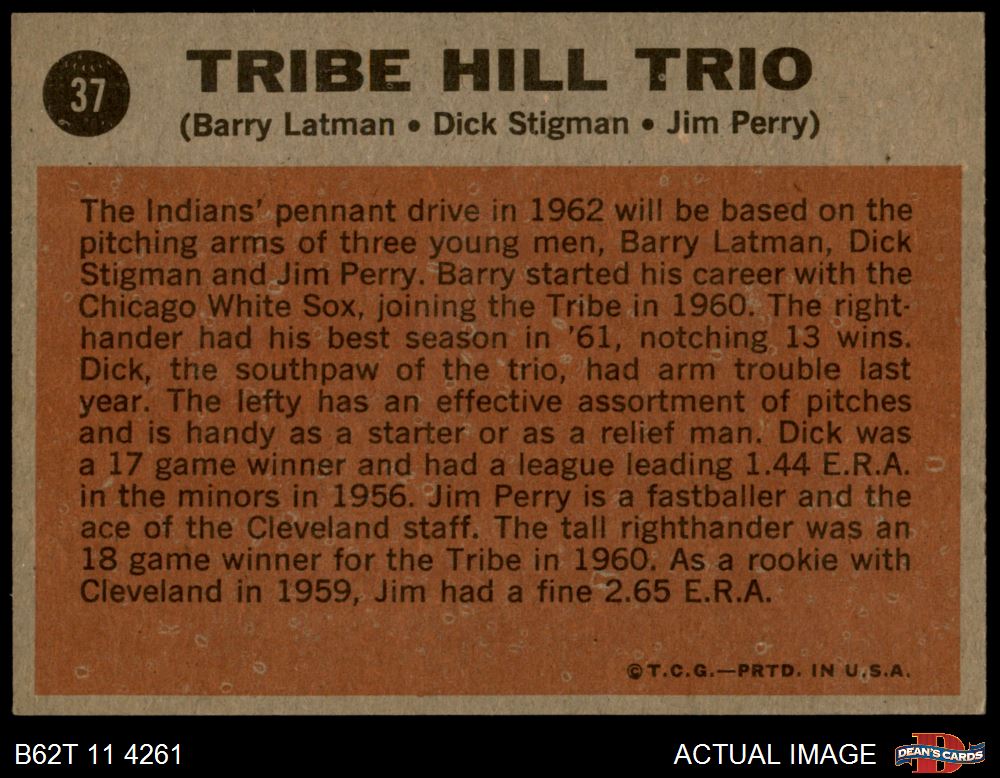 37
TRIBE HILL TRIO
(Barry Latman • Dick Stigman • Jim Perry)
The Indians' pennant drive in 1962 will be based on the
pitching arms of three young men, Barry Latman, Dick
Stigman and Jim Perry. Barry started his career with the
Chicago White Sox, joining the Tribe in 1960. The right-
hander had his best season in '61, notching 13 wins.
Dick, the southpaw of the trio, had arm trouble last
year. The lefty has an effective assortment of pitches
and is handy as a starter or as a relief man. Dick was
a 17 game winner and had a league leading 1.44 E.R.A.
in the minors in 1956. Jim Perry is a fastballer and the
ace of the Cleveland staff. The tall righthander was an
18 game winner for the Tribe in 1960. As a rookie with
Cleveland in 1959, Jim had a fine 2.65 E.R.A.
©T.C.G.—PRTD. IN U.S.A.
B62T 11 4261
ACTUAL IMAGE
DEAN'S CARDS